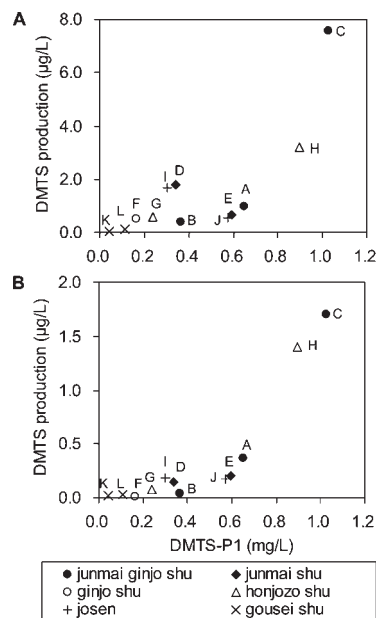 A
DMTS production (µg/L)
8.0
6.0
4.0
2.0
0.0
C
H
I
D
E
A
F
G
B
J
L
K
0.0 0.2 0.4 0.6 0.8 1.0 1.2
B
DMTS production (µg/L)
2.0
1.5
1.0
0.5
0.0
C
H
A
I
D
E
J
G
B
K
L
F
0.0 0.2 0.4 0.6 0.8 1.0 1.2
DMTS-P1 (mg/L)
junmai ginjo shu
junmai shu
ginjo shu
honjozo shu
josen
gousei shu